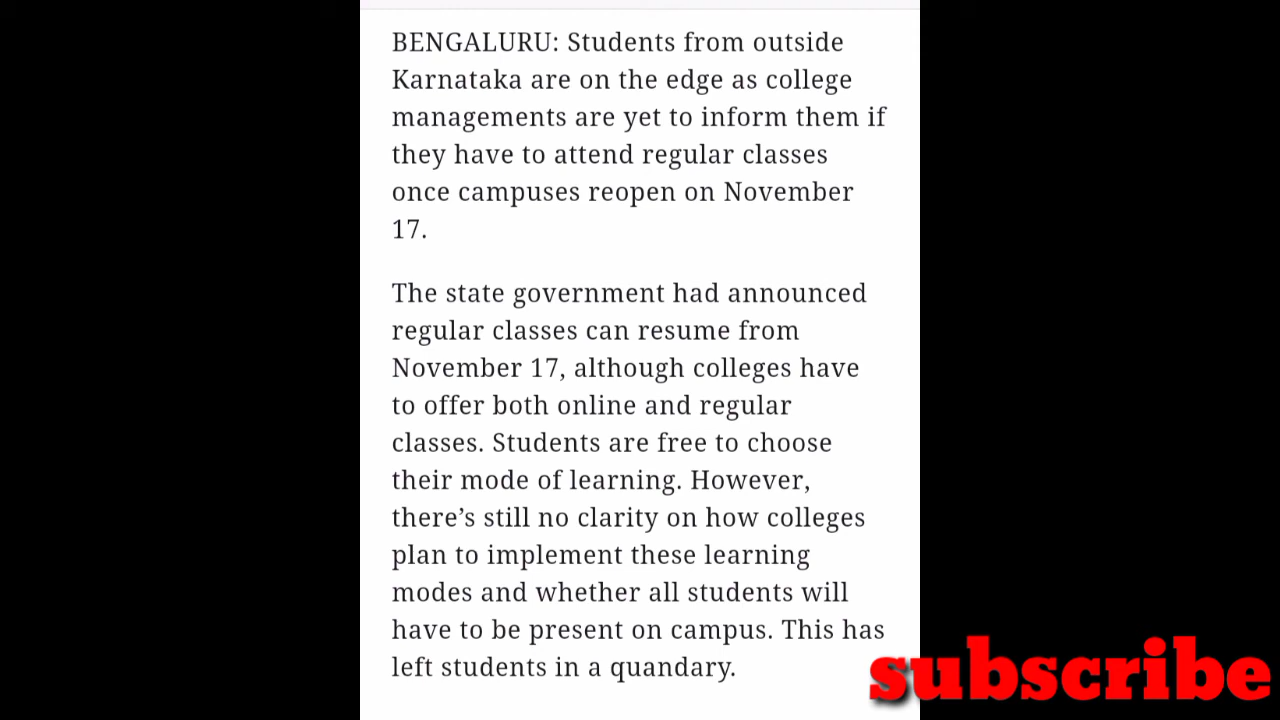 BENGALURU: Students from outside
Karnataka are on the edge as college
managements are yet to inform them if
they have to attend regular classes
once campuses reopen on November
17.
The state government had announced
regular classes can resume from
November 17, although colleges have
to offer both online and regular
classes. Students are free to choose
their mode of learning. However,
there’s still no clarity on how colleges
plan to implement these learning
modes and whether all students will
have to be present on campus. This has
left students in a quandary.
subscribe